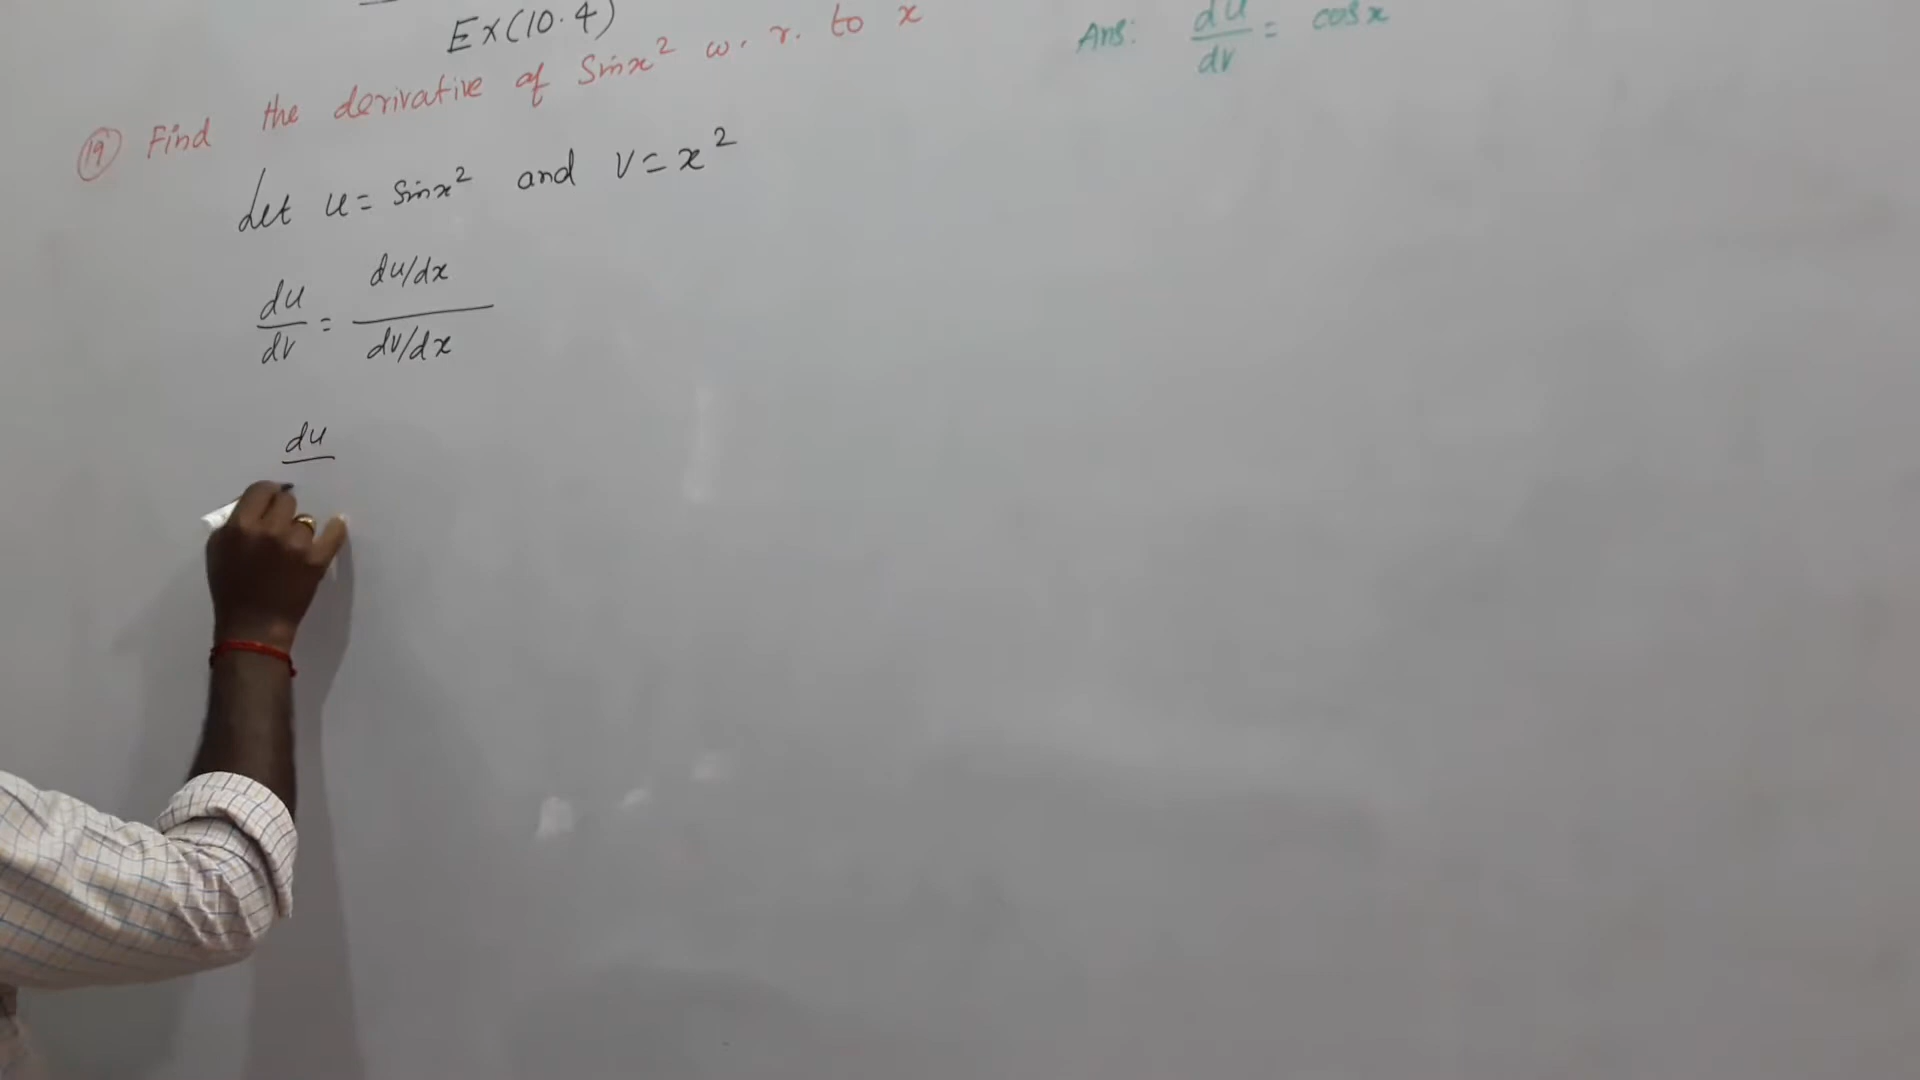 Ex(10.4)
19 Find the derivative of Sinx² w.r. to x
Let u = Sinx² and v = x²
du/dv = du/dx / dv/dx
du
Ans: du/dv = cosx